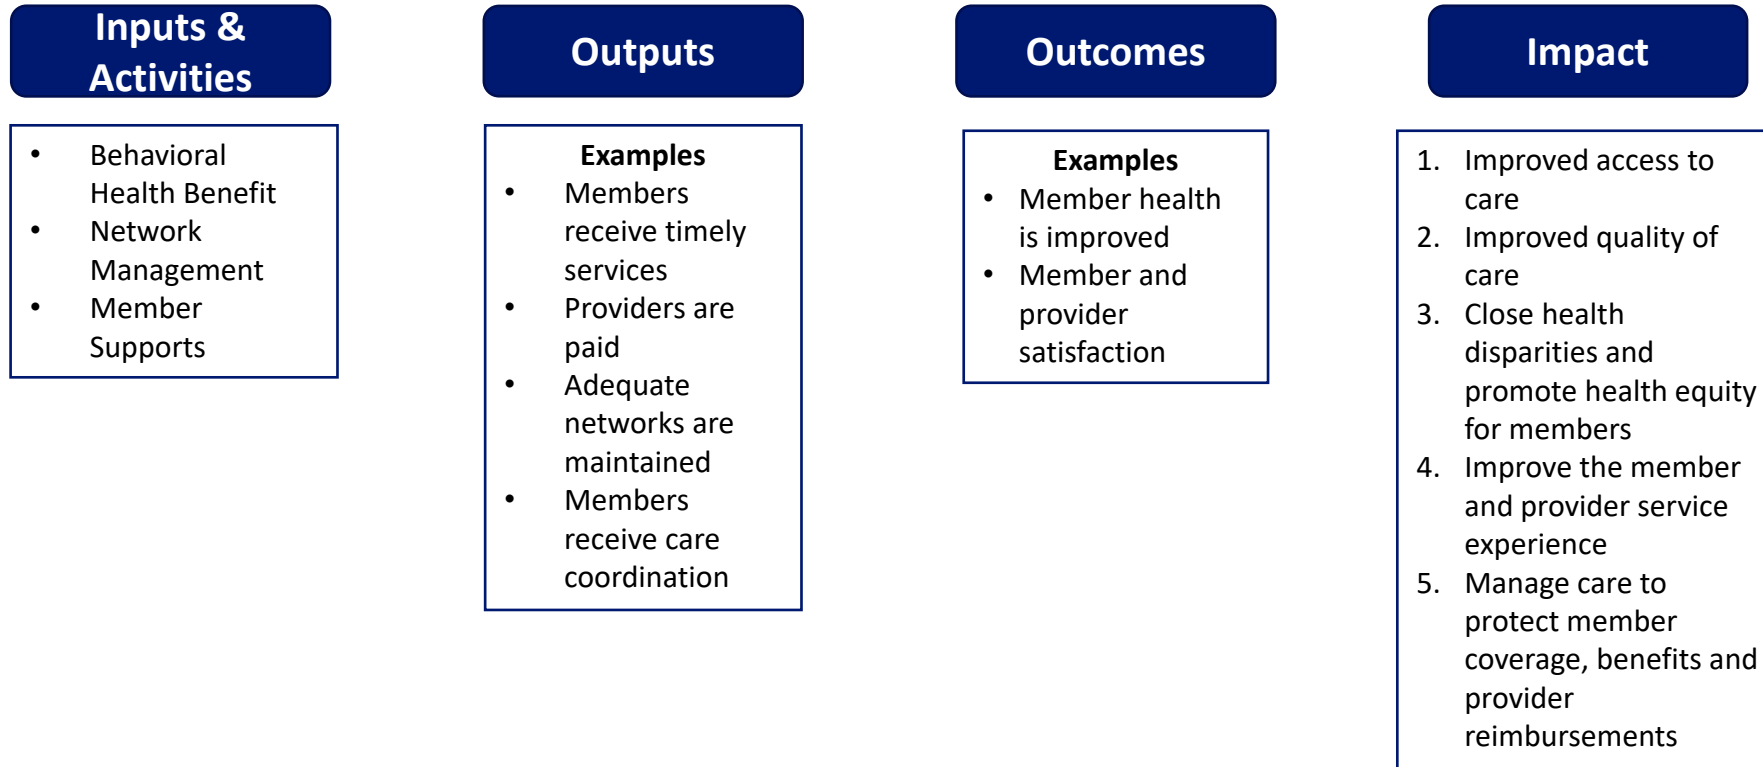 Inputs &
Activities
• Behavioral
Health Benefit
• Network
Management
• Member
Supports
Outputs
Examples
• Members
receive timely
services
• Providers are
paid
• Adequate
networks are
maintained
• Members
receive care
coordination
Outcomes
Examples
• Member health
is improved
• Member and
provider
satisfaction
Impact
1. Improved access to
care
2. Improved quality of
care
3. Close health
disparities and
promote health equity
for members
4. Improve the member
and provider service
experience
5. Manage care to
protect member
coverage, benefits and
provider
reimbursements